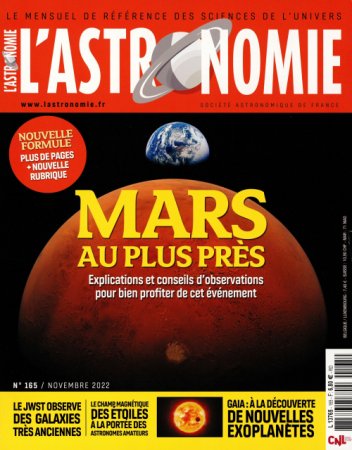 LE MENSUEL DE RÉFÉRENCE DES SCIENCES DE L'UNIVERS
L'ASTRONOMIE
L'ASTRONOMIE
www.lastronomie.fr
SOCIÉTÉ ASTRONOMIQUE DE FRANCE
NOUVELLE
FORMULE
PLUS DE PAGES
+ NOUVELLE
RUBRIQUE
MARS
AU PLUS PRÈS
Explications et conseils d'observations
pour bien profiter de cet événement
N° 165 / NOVEMBRE 2022
LE JWST OBSERVE
DES GALAXIES
TRÈS ANCIENNES
LE CHAMP MAGNÉTIQUE
DES ÉTOILES
À LA PORTÉE DES
ASTRONOMES AMATEURS
GAIA : À LA DÉCOUVERTE
DE NOUVELLES
EXOPLANÈTES
CNL